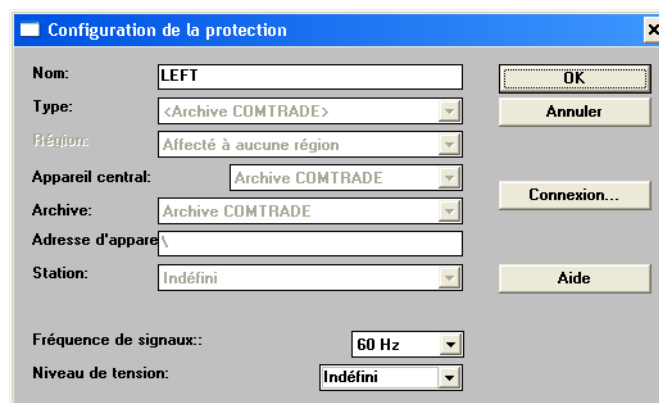 Configuration de la protection
Nom: LEFT OK
Type: <Archive COMTRADE> Annuler
Région: Affecté à aucune région
Appareil central: Archive COMTRADE Connexion...
Archive: Archive COMTRADE
Adresse d'appare \
Station: Indéfini Aide
Fréquence de signaux:: 60 Hz
Niveau de tension: Indéfini